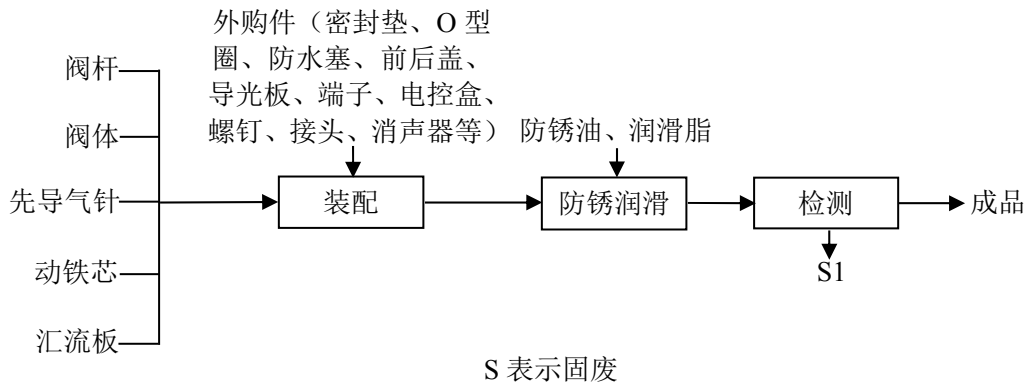 外购件（密封垫、O 型
圈、防水塞、前后盖、
导光板、端子、电控盒、
螺钉、接头、消声器等）
防锈油、润滑脂
阀杆
阀体
先导气针
动铁芯
汇流板
装配
防锈润滑
检测
成品
S1
S 表示固废